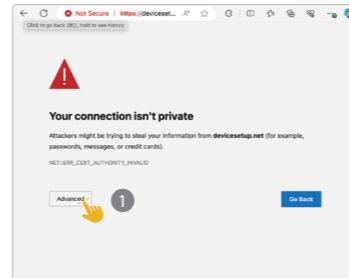 Not Secure | https://deviceset...
Click to go back (⌘[), hold to see history
Your connection isn't private
Attackers might be trying to steal your information from devicesetup.net (for example,
passwords, messages, or credit cards).
NET::ERR_CERT_AUTHORITY_INVALID
Advanced 1 Go Back